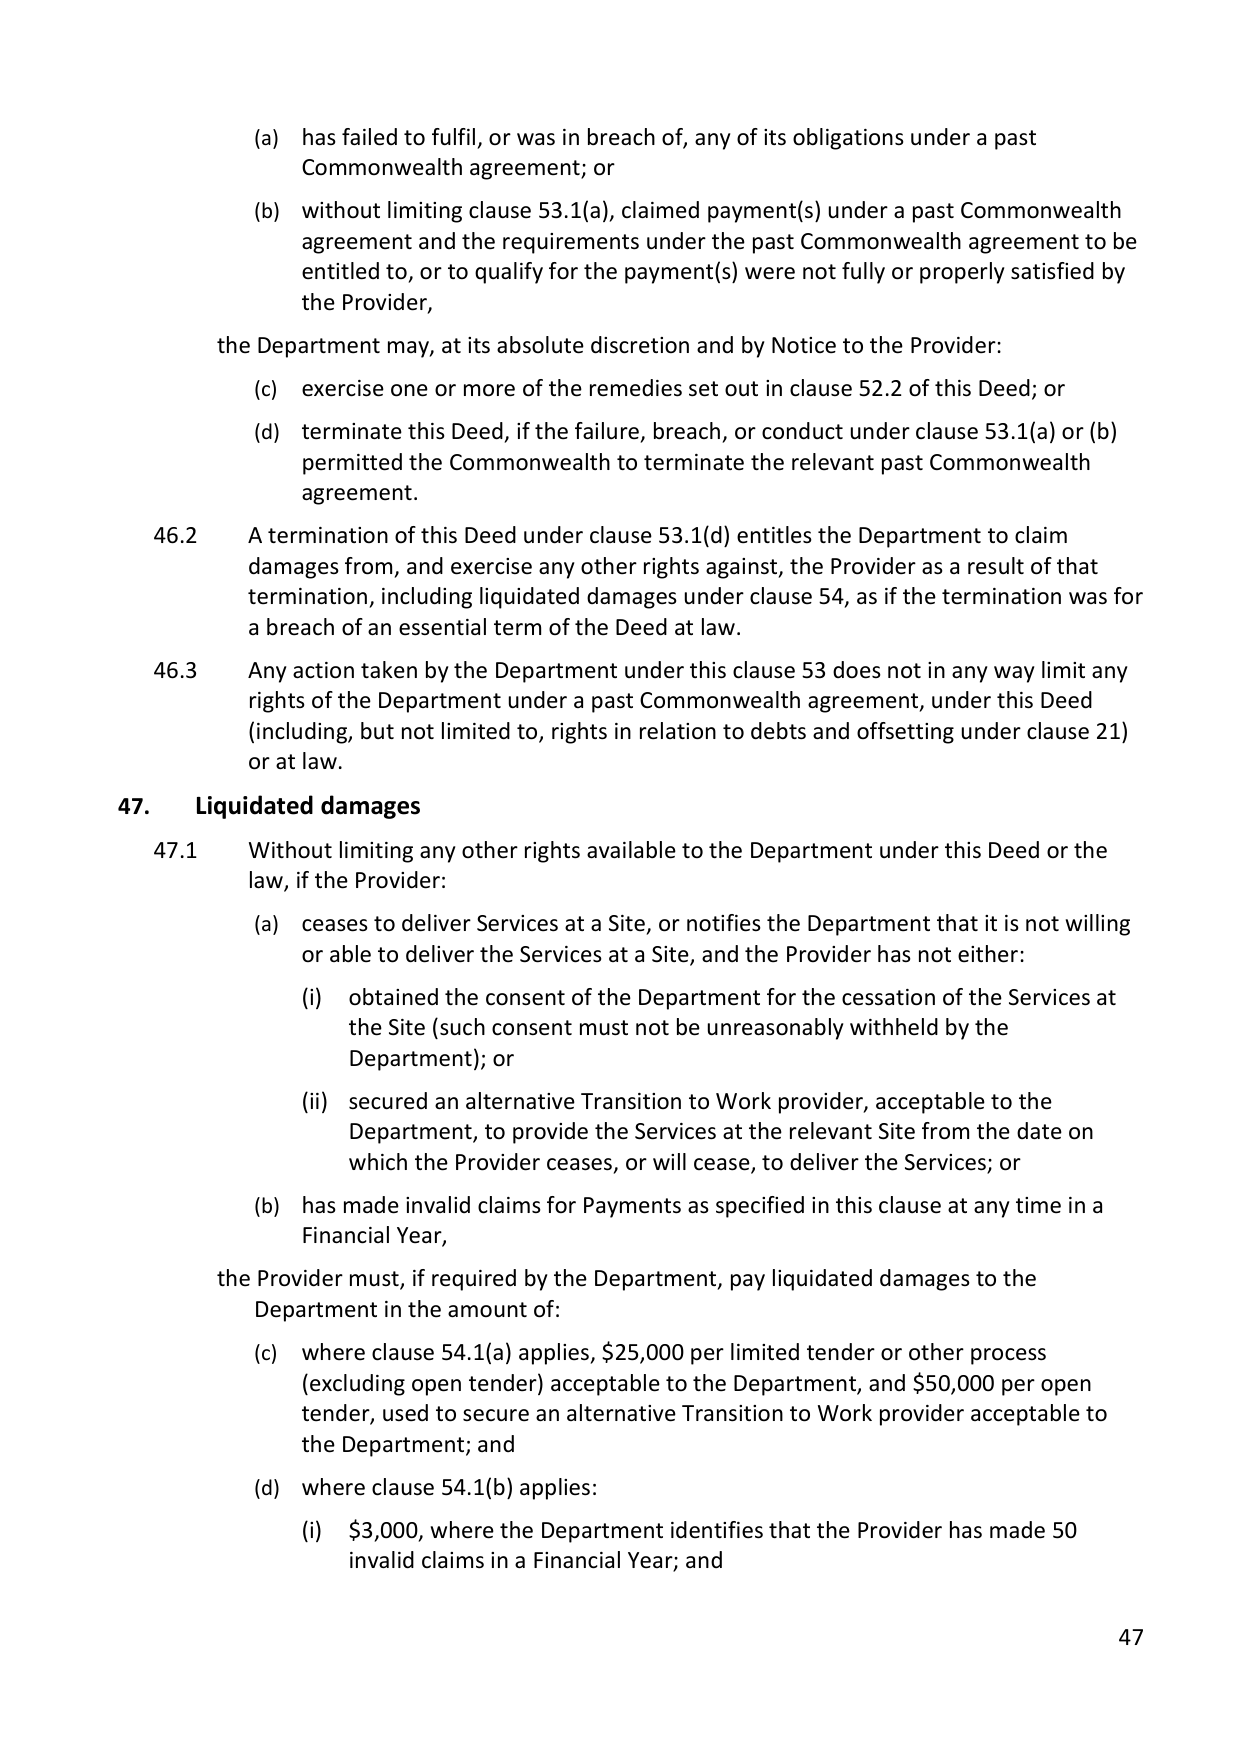 (a) has failed to fulfil, or was in breach of, any of its obligations under a past
Commonwealth agreement; or
(b) without limiting clause 53.1(a), claimed payment(s) under a past Commonwealth
agreement and the requirements under the past Commonwealth agreement to be
entitled to, or to qualify for the payment(s) were not fully or properly satisfied by
the Provider,
the Department may, at its absolute discretion and by Notice to the Provider:
(c) exercise one or more of the remedies set out in clause 52.2 of this Deed; or
(d) terminate this Deed, if the failure, breach, or conduct under clause 53.1(a) or (b)
permitted the Commonwealth to terminate the relevant past Commonwealth
agreement.
46.2 A termination of this Deed under clause 53.1(d) entitles the Department to claim
damages from, and exercise any other rights against, the Provider as a result of that
termination, including liquidated damages under clause 54, as if the termination was for
a breach of an essential term of the Deed at law.
46.3 Any action taken by the Department under this clause 53 does not in any way limit any
rights of the Department under a past Commonwealth agreement, under this Deed
(including, but not limited to, rights in relation to debts and offsetting under clause 21)
or at law.
47. Liquidated damages
47.1 Without limiting any other rights available to the Department under this Deed or the
law, if the Provider:
(a) ceases to deliver Services at a Site, or notifies the Department that it is not willing
or able to deliver the Services at a Site, and the Provider has not either:
(i) obtained the consent of the Department for the cessation of the Services at
the Site (such consent must not be unreasonably withheld by the
Department); or
(ii) secured an alternative Transition to Work provider, acceptable to the
Department, to provide the Services at the relevant Site from the date on
which the Provider ceases, or will cease, to deliver the Services; or
(b) has made invalid claims for Payments as specified in this clause at any time in a
Financial Year,
the Provider must, if required by the Department, pay liquidated damages to the
Department in the amount of:
(c) where clause 54.1(a) applies, $25,000 per limited tender or other process
(excluding open tender) acceptable to the Department, and $50,000 per open
tender, used to secure an alternative Transition to Work provider acceptable to
the Department; and
(d) where clause 54.1(b) applies:
(i) $3,000, where the Department identifies that the Provider has made 50
invalid claims in a Financial Year; and
47